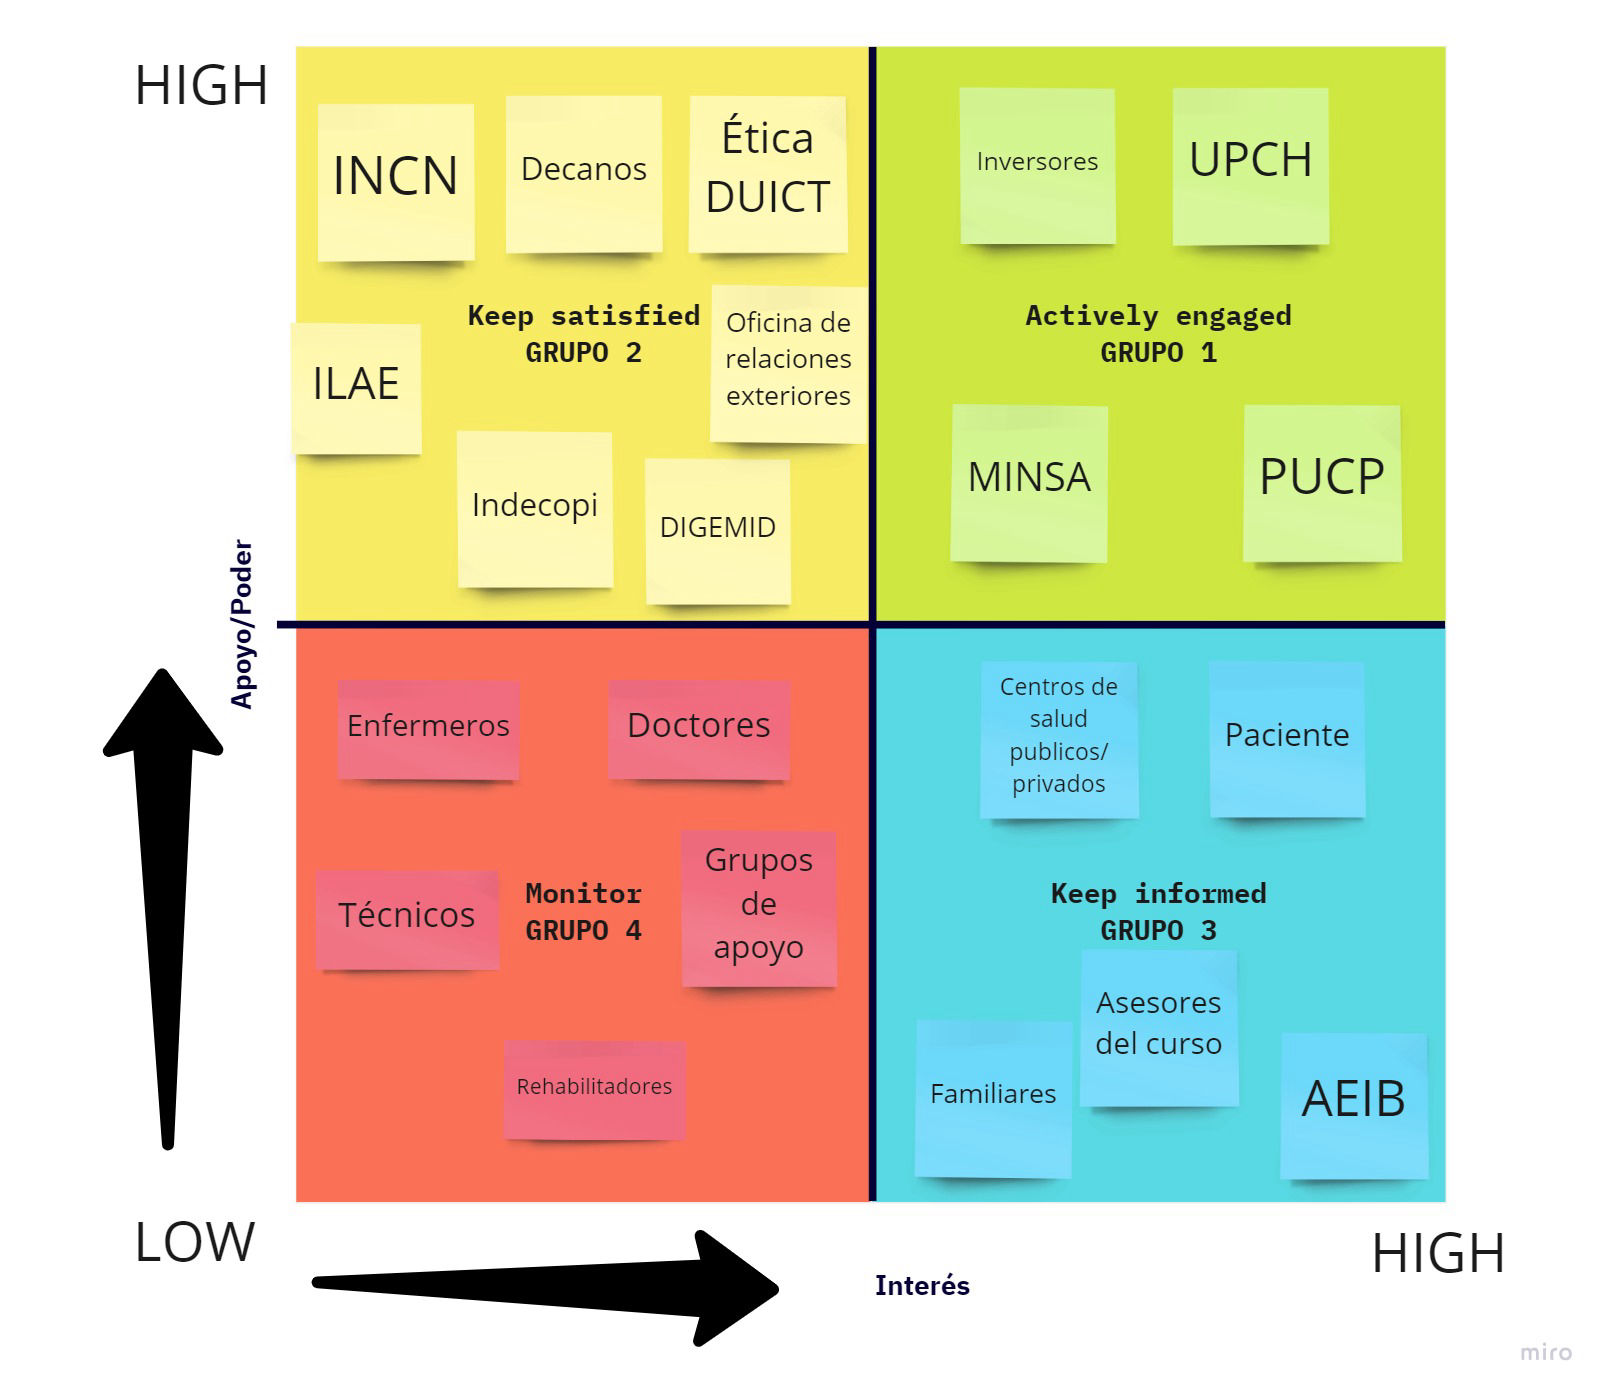 HIGH
INCN
Decanos
Ética
DUICT
Inversores
UPCH
Keep satisfied
GRUPO 2
Oficina de
relaciones
exteriores
Actively engaged
GRUPO 1
ILAE
Indecopi
DIGEMID
MINSA
PUCP
Apoyo/Poder
Enfermeros
Doctores
Centros de
salud
publicos/
privados
Paciente
Técnicos
Monitor
GRUPO 4
Grupos
de
apoyo
Keep informed
GRUPO 3
Rehabilitadores
Familiares
Asesores
del curso
AEIB
LOW
Interés
HIGH
miro